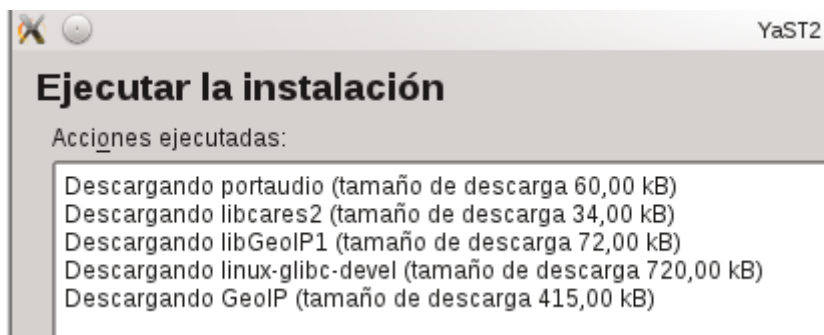 YaST2
Ejecutar la instalación
Acciones ejecutadas:
Descargando portaudio (tamaño de descarga 60,00 kB)
Descargando libcares2 (tamaño de descarga 34,00 kB)
Descargando libGeoIP1 (tamaño de descarga 72,00 kB)
Descargando linux-glibc-devel (tamaño de descarga 720,00 kB)
Descargando GeoIP (tamaño de descarga 415,00 kB)